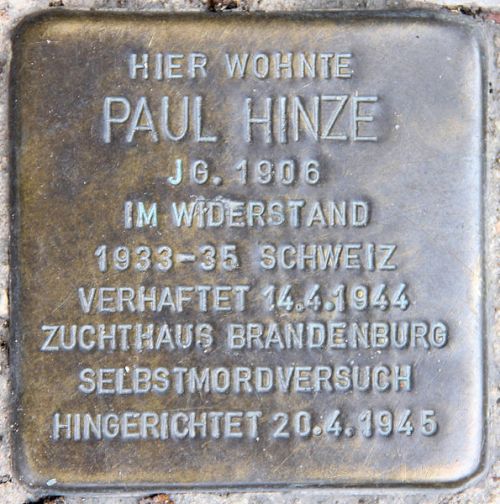 HIER WOHNTE
PAUL HINZE
JG. 1906
IM WIDERSTAND
1933-35 SCHWEIZ
VERHAFTET 14.4.1944
ZUCHTHAUS BRANDENBURG
SELBSTMORDVERSUCH
HINGERICHTET 20.4.1945